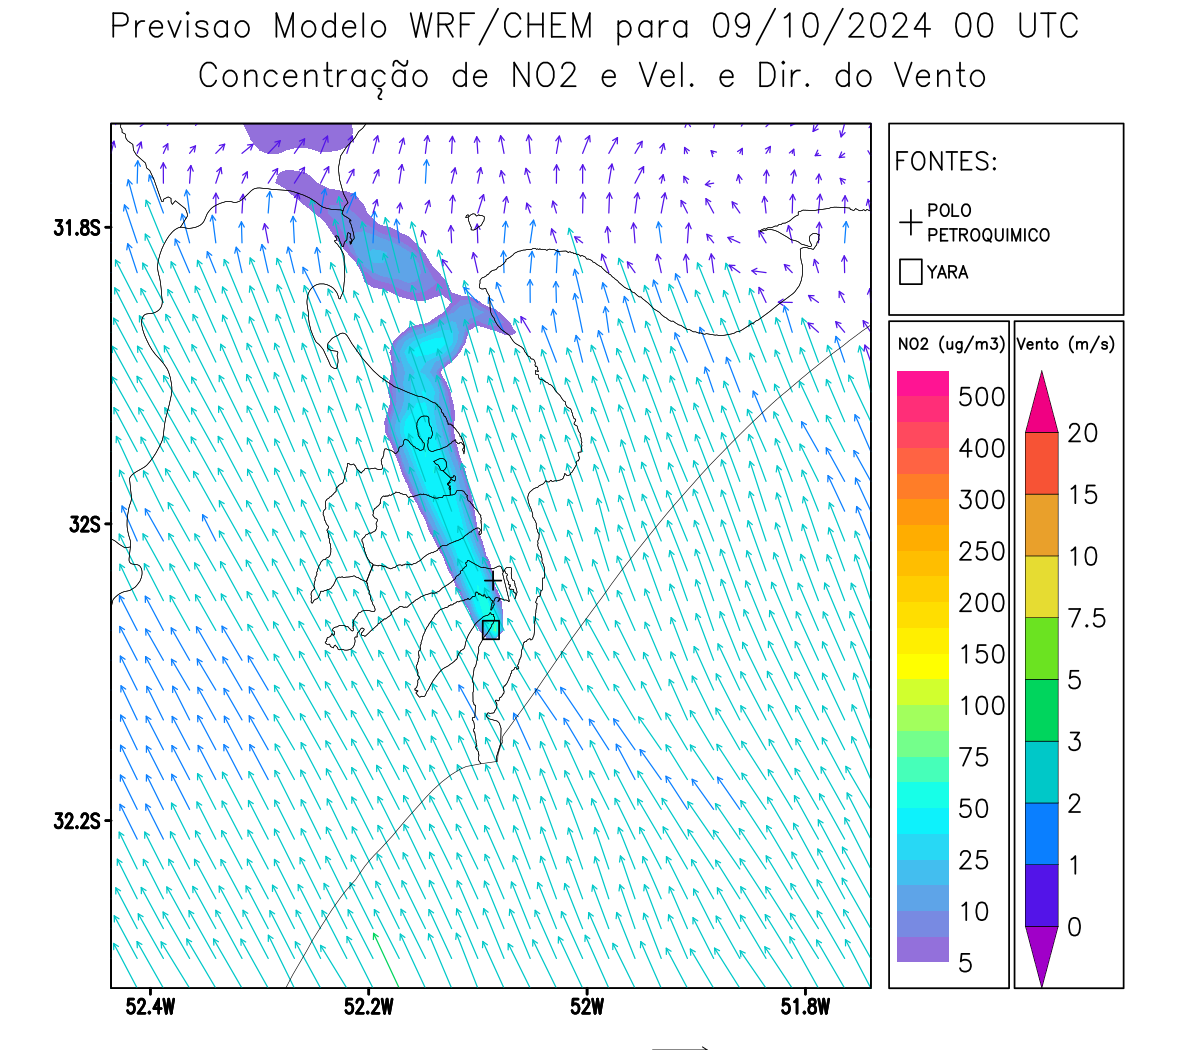 Previsao Modelo WRF/CHEM para 09/10/2024 00 UTC
Concentração de NO2 e Vel. e Dir. do Vento
FONTES:
POLO
PETROQUIMICO
YARA
NO2 (ug/m3)
500
400
300
250
200
150
100
75
50
25
10
5
Vento (m/s)
20
15
10
7.5
5
3
2
1
0
31.8S
32S
32.2S
52.4W
52.2W
52W
51.8W